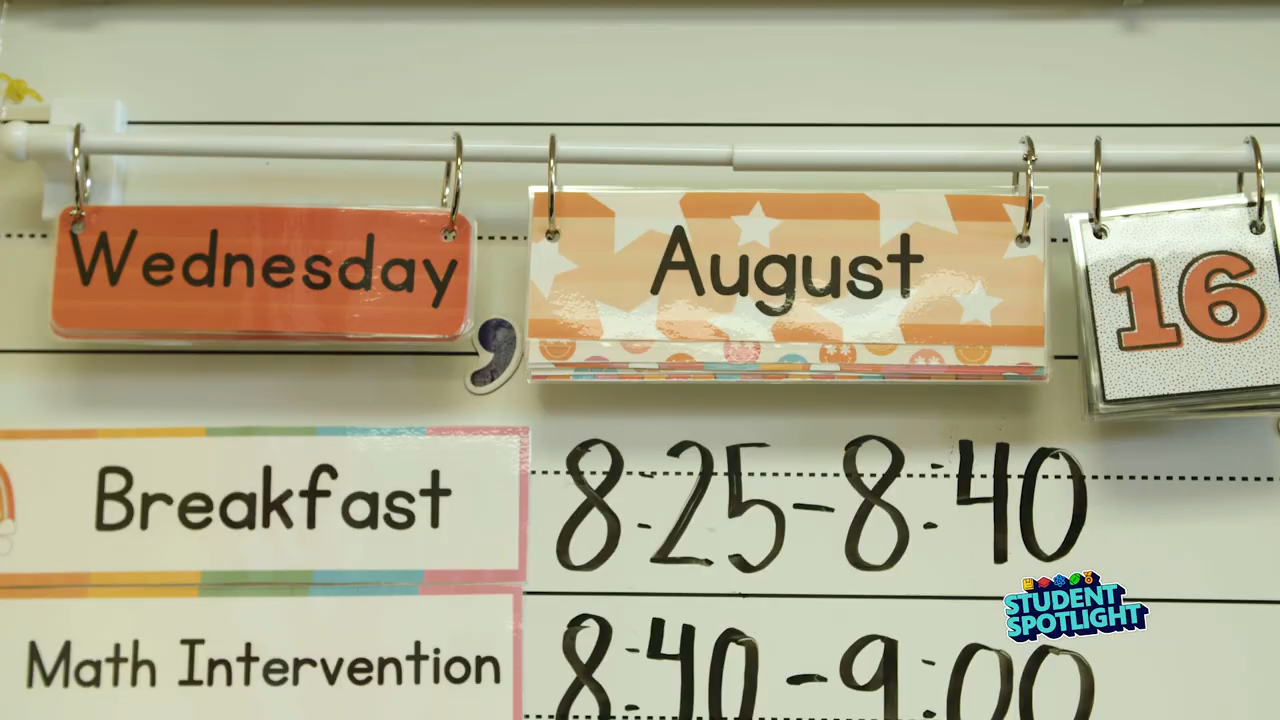 Wednesday, August 16
Breakfast 8:25-8:40
Math Intervention 8:40-9:00
STUDENT
SPOTLIGHT